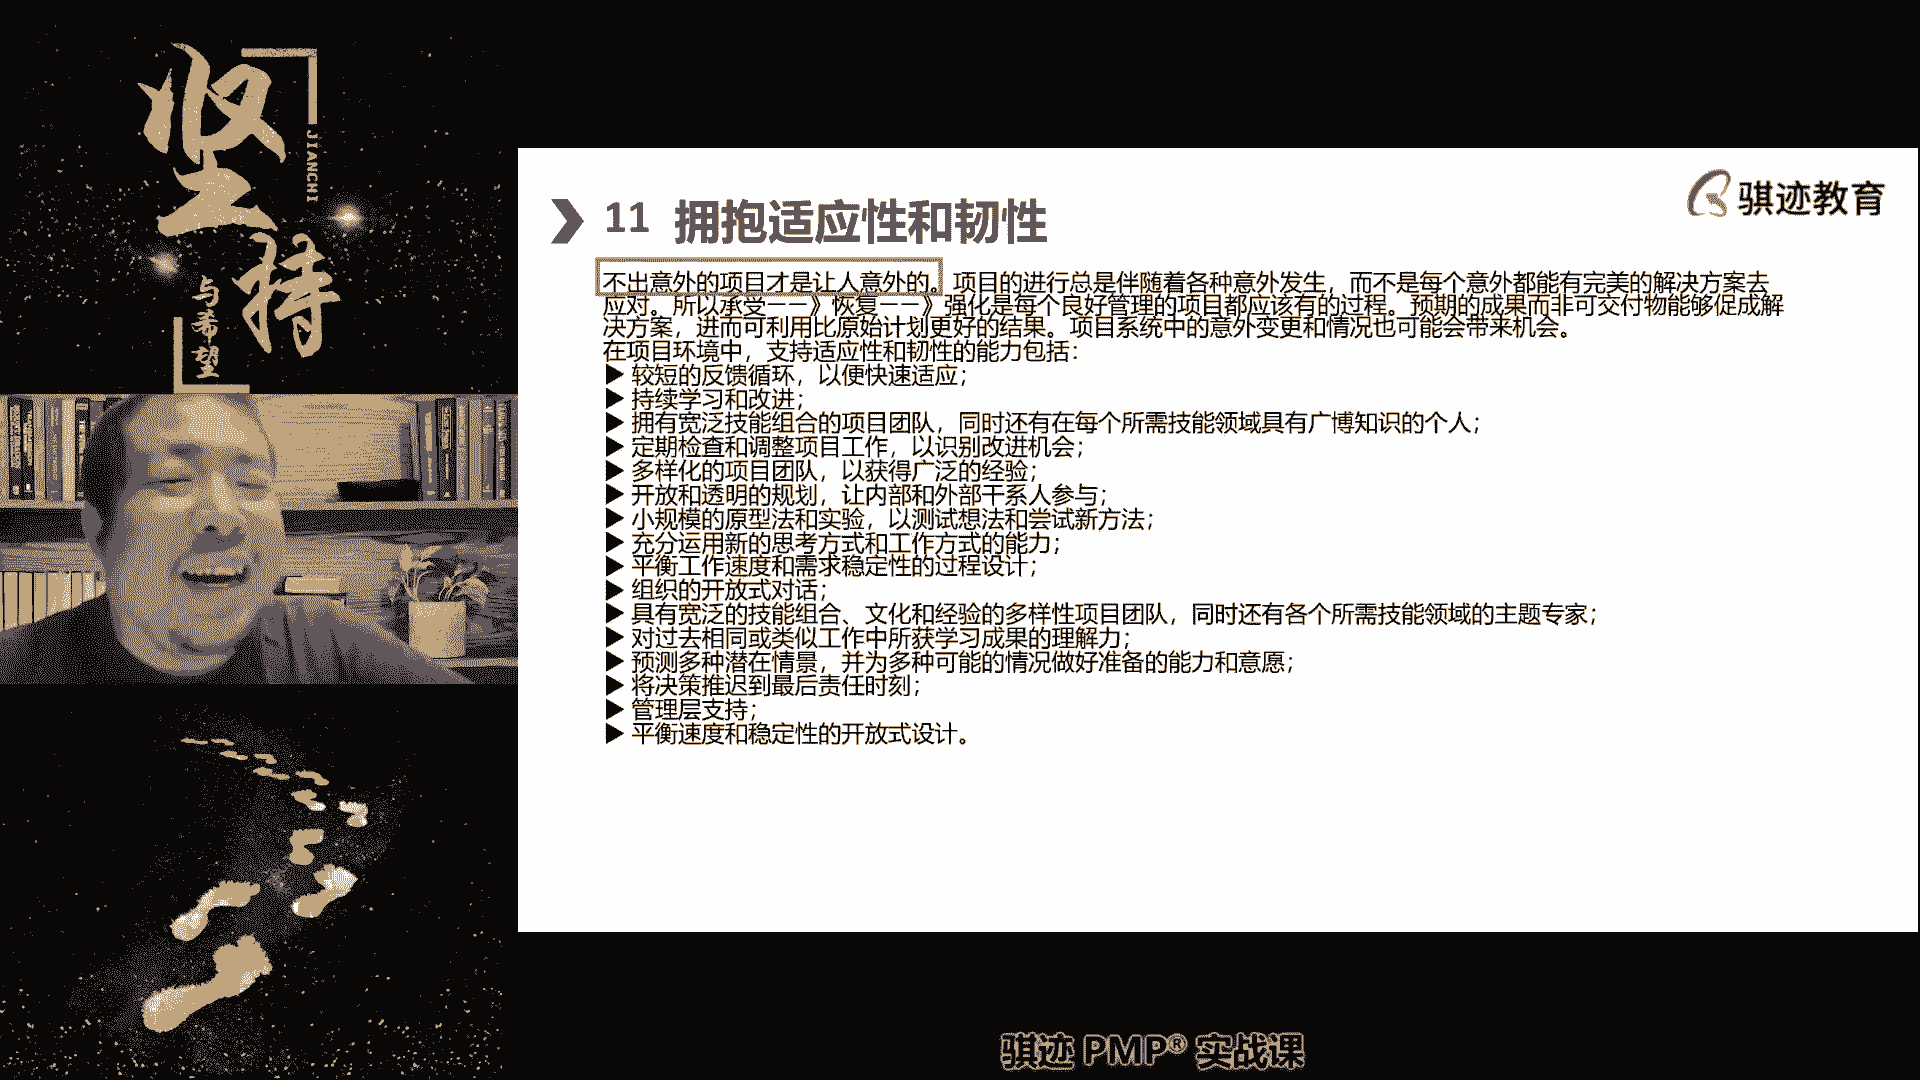 坚
持
JIANCHI
与希望
骐迹教育
11 拥抱适应性和韧性
不出意外的项目才是让人意外的。项目的进行总是伴随着各种意外发生，而不是每个意外都能有完美的解决方案去
应对。所以承受——》恢复——》强化是每个良好管理的项目都应该有的过程。预期的成果而非可交付物能够促成解
决方案，进而可利用比原始计划更好的结果。项目系统中的意外变更和情况也可能会带来机会。
在项目环境中，支持适应性和韧性的能力包括：
▶ 较短的反馈循环，以便快速适应；
▶ 持续学习和改进；
▶ 拥有宽泛技能组合的项目团队，同时还有在每个所需技能领域具有广博知识的个人；
▶ 定期检查和调整项目工作，以识别改进机会；
▶ 多样化的项目团队，以获得广泛的经验；
▶ 开放和透明的规划，让内部和外部干系人参与；
▶ 小规模的原型法和实验，以测试想法和尝试新方法；
▶ 充分运用新的思考方式和工作方式的能力；
▶ 平衡工作速度和需求稳定性的过程设计；
▶ 组织的开放式对话；
▶ 具有宽泛的技能组合、文化和经验的多样性项目团队，同时还有各个所需技能领域的主题专家；
▶ 对过去相同或类似工作中所获学习成果的理解力；
▶ 预测多种潜在情景，并为多种可能的情况做好准备的能力和意愿；
▶ 将决策推迟到最后责任时刻；
▶ 管理层支持；
▶ 平衡速度和稳定性的开放式设计。
骐迹 PMP® 实战课